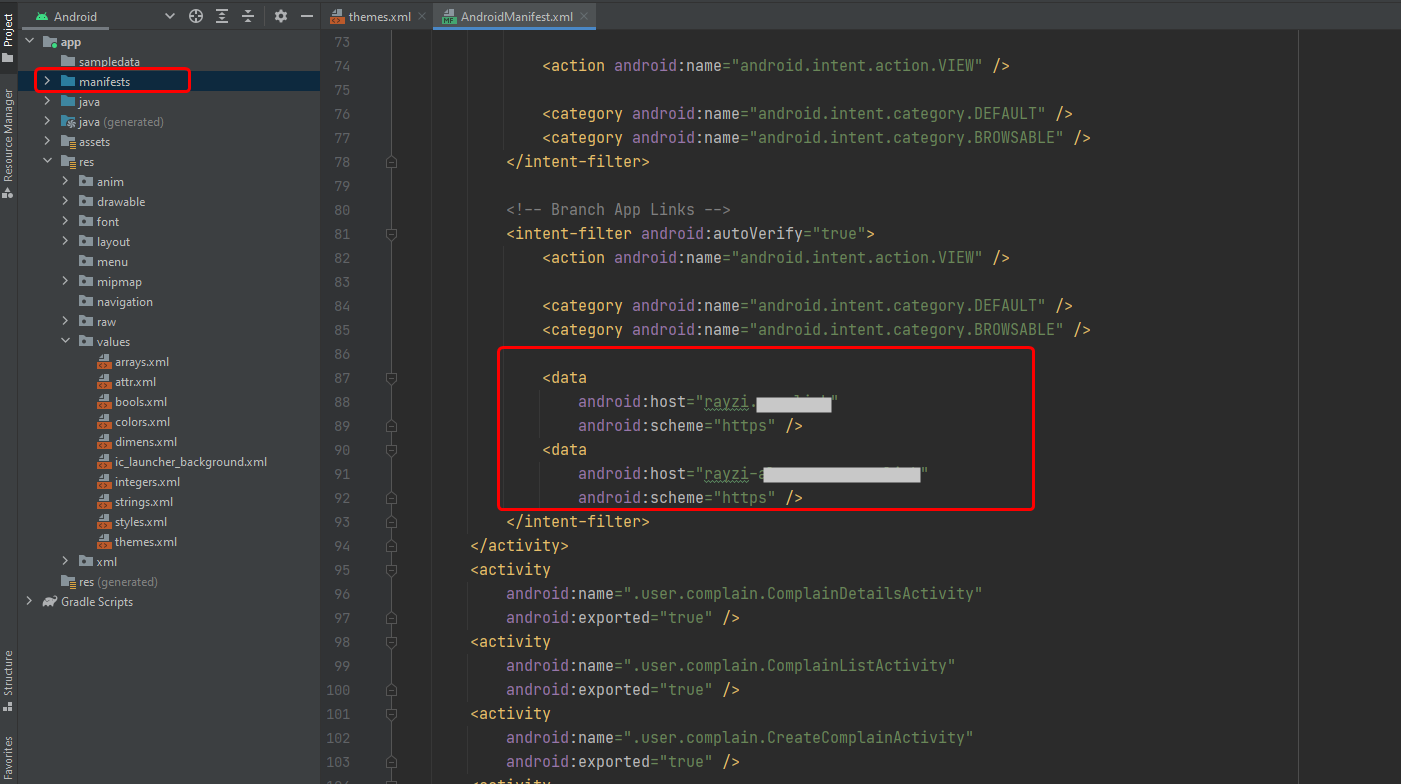 Project
Resource Manager
Structure
Favorites
Android
app
sampledata
manifests
java
java (generated)
assets
res
anim
drawable
font
layout
menu
mipmap
navigation
raw
values
arrays.xml
attr.xml
bools.xml
colors.xml
dimens.xml
ic_launcher_background.xml
integers.xml
strings.xml
styles.xml
themes.xml
xml
res (generated)
Gradle Scripts
themes.xml
MF AndroidManifest.xml
73
74 <action android:name="android.intent.action.VIEW" />
75
76 <category android:name="android.intent.category.DEFAULT" />
77 <category android:name="android.intent.category.BROWSABLE" />
78 </intent-filter>
79
80 <!-- Branch App Links -->
81 <intent-filter android:autoVerify="true">
82 <action android:name="android.intent.action.VIEW" />
83
84 <category android:name="android.intent.category.DEFAULT" />
85 <category android:name="android.intent.category.BROWSABLE" />
86
87 <data
88 android:host="rayzi. "
89 android:scheme="https" />
90 <data
91 android:host="rayzi- "
92 android:scheme="https" />
93 </intent-filter>
94 </activity>
95 <activity
96 android:name=".user.complain.ComplainDetailsActivity"
97 android:exported="true" />
98 <activity
99 android:name=".user.complain.ComplainListActivity"
100 android:exported="true" />
101 <activity
102 android:name=".user.complain.CreateComplainActivity"
103 android:exported="true" />